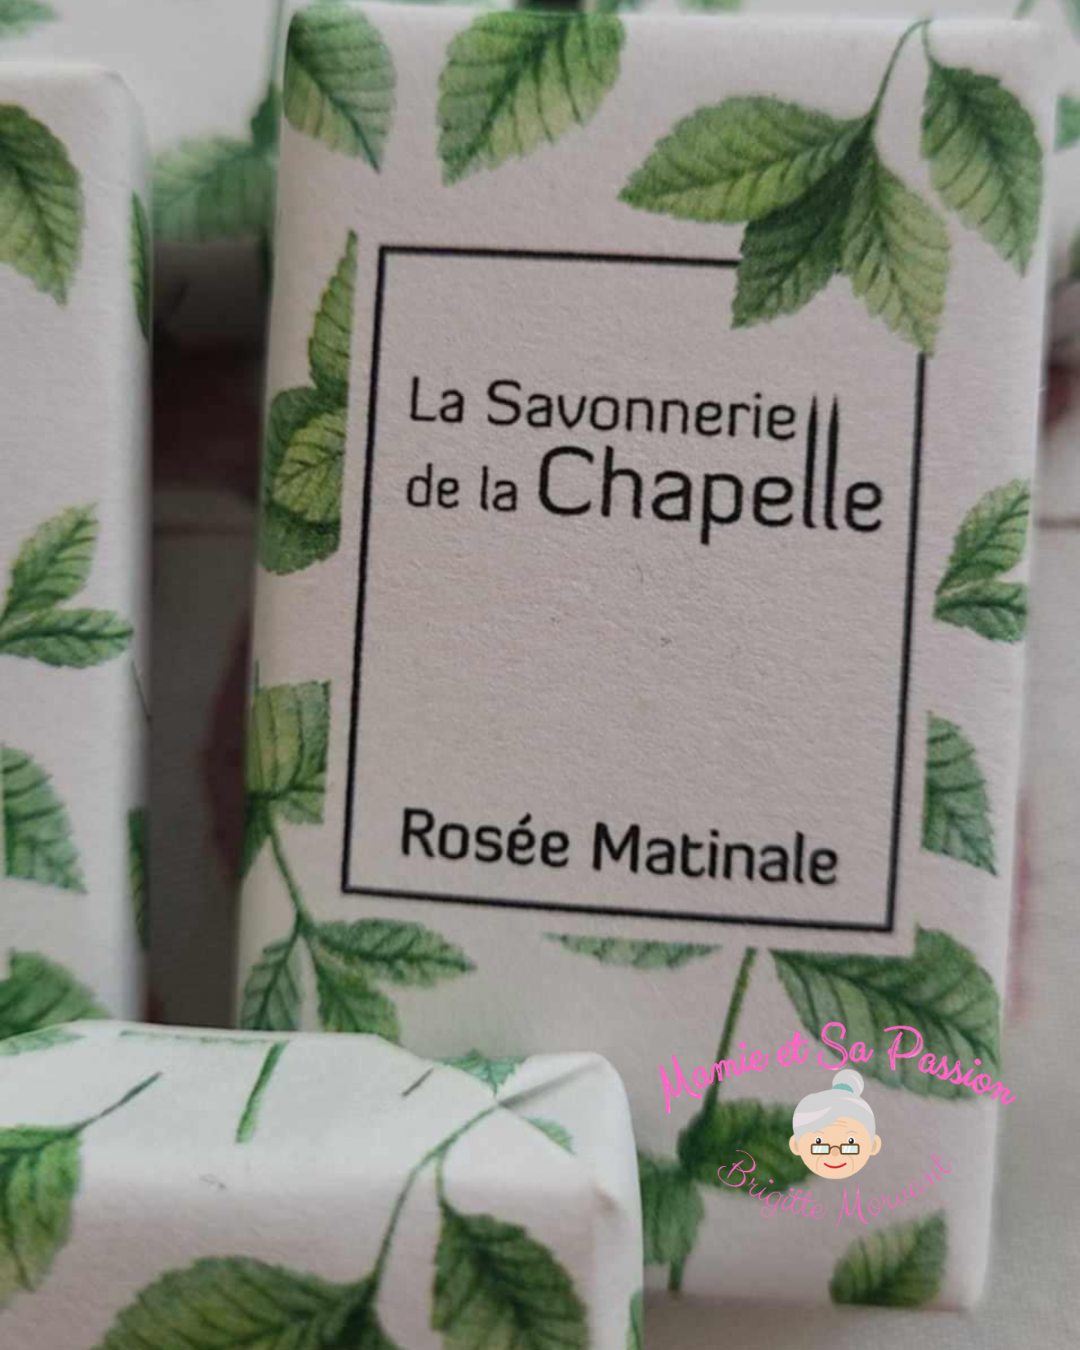 La Savonnerie
de la Chapelle
Rosée Matinale
Mamie et Sa Passion
Brigitte Morvant